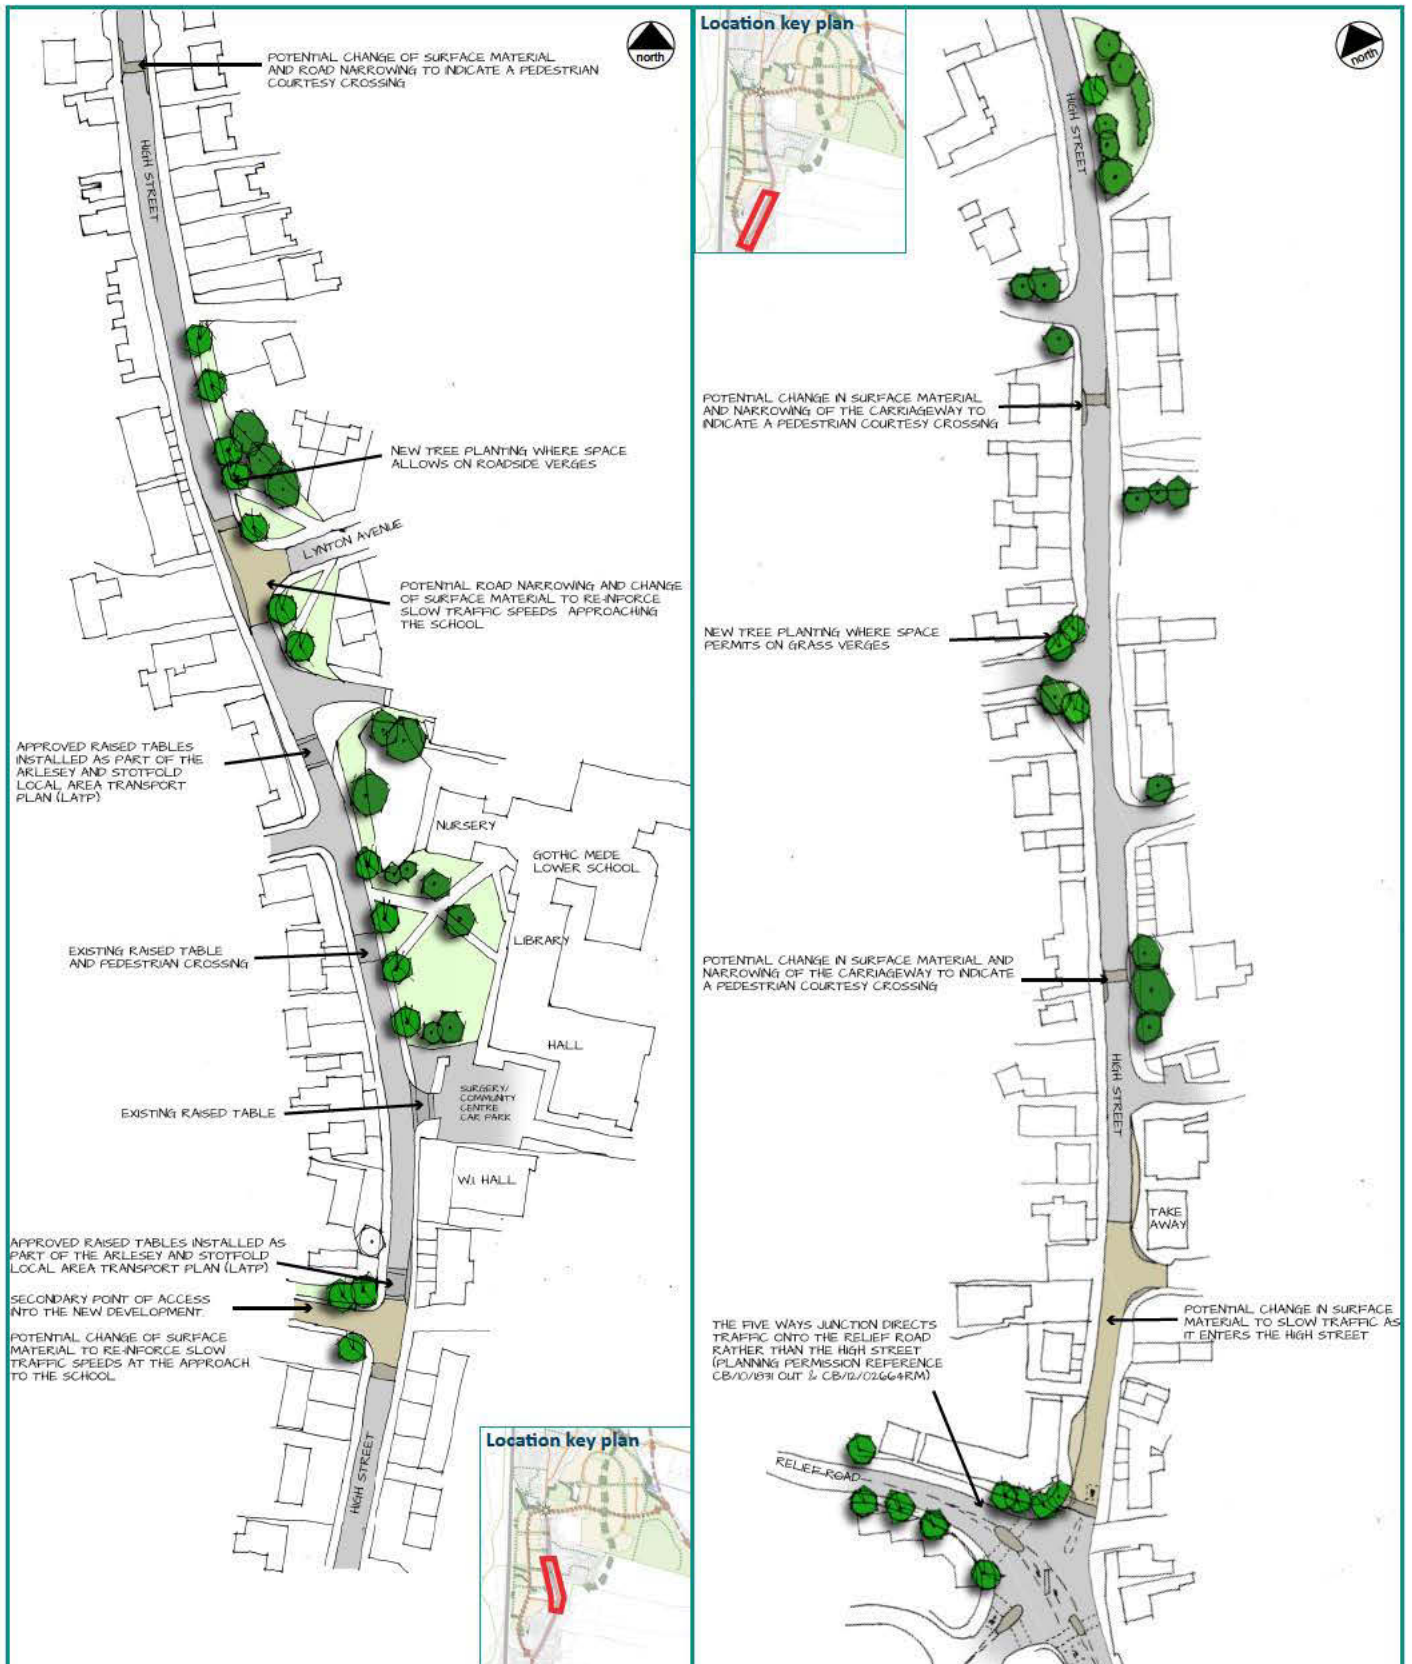 POTENTIAL CHANGE OF SURFACE MATERIAL
AND ROAD NARROWING TO INDICATE A PEDESTRIAN
COURTESY CROSSING
north
HIGH STREET
NEW TREE PLANTING WHERE SPACE
ALLOWS ON ROADSIDE VERGES
LYNTON AVENUE
POTENTIAL ROAD NARROWING AND CHANGE
OF SURFACE MATERIAL TO RE-INFORCE
SLOW TRAFFIC SPEEDS APPROACHING
THE SCHOOL
APPROVED RAISED TABLES
INSTALLED AS PART OF THE
ARLESEY AND STOTFOLD
LOCAL AREA TRANSPORT
PLAN (LATP)
NURSERY
GOTHIC MEDE
LOWER SCHOOL
LIBRARY
EXISTING RAISED TABLE
AND PEDESTRIAN CROSSING
HALL
SURGERY/
COMMUNITY
CENTRE
CAR PARK
EXISTING RAISED TABLE
W.I. HALL
APPROVED RAISED TABLES INSTALLED AS
PART OF THE ARLESEY AND STOTFOLD
LOCAL AREA TRANSPORT PLAN (LATP)
SECONDARY POINT OF ACCESS
INTO THE NEW DEVELOPMENT.
POTENTIAL CHANGE OF SURFACE
MATERIAL TO RE-INFORCE SLOW
TRAFFIC SPEEDS AT THE APPROACH
TO THE SCHOOL
HIGH STREET
Location key plan
Location key plan
north
HIGH STREET
POTENTIAL CHANGE IN SURFACE MATERIAL
AND NARROWING OF THE CARRIAGEWAY TO
INDICATE A PEDESTRIAN COURTESY CROSSING
NEW TREE PLANTING WHERE SPACE
PERMITS ON GRASS VERGES
POTENTIAL CHANGE IN SURFACE MATERIAL AND
NARROWING OF THE CARRIAGEWAY TO INDICATE
A PEDESTRIAN COURTESY CROSSING
HIGH STREET
TAKE
AWAY
POTENTIAL CHANGE IN SURFACE
MATERIAL TO SLOW TRAFFIC AS
IT ENTERS THE HIGH STREET
THE FIVE WAYS JUNCTION DIRECTS
TRAFFIC ONTO THE RELIEF ROAD
RATHER THAN THE HIGH STREET
(PLANNING PERMISSION REFERENCE
CB/10/1831 OUT & CB/12/02664RM)
RELIEF ROAD